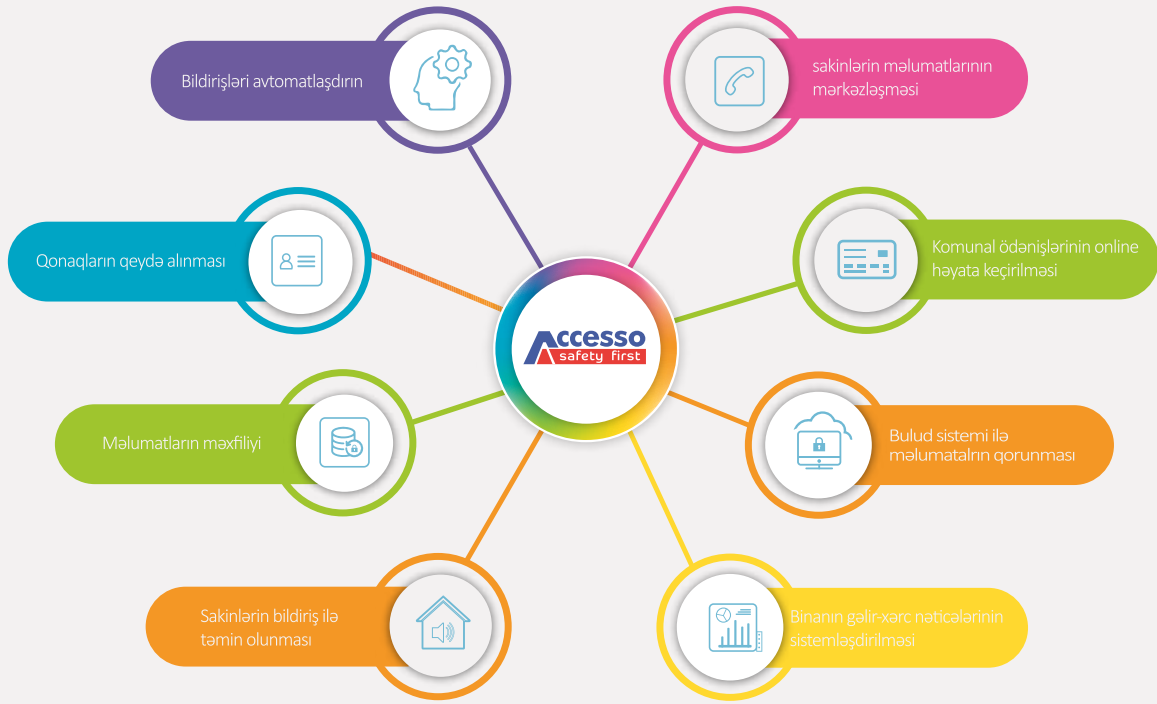 Bildirişləri avtomatlaşdırın
sakinlərin məlumatlarının
mərkəzləşməsi
Qonaqların qeydə alınması
Komunal ödənişlərinin online
həyata keçirilməsi
Accesso
safety first
Məlumatların məxfiliyi
Bulud sistemi ilə
məlumatalrın qorunması
Sakinlərin bildiriş ilə
təmin olunması
Binanın gəlir-xərc nəticələrinin
sistemləşdirilməsi